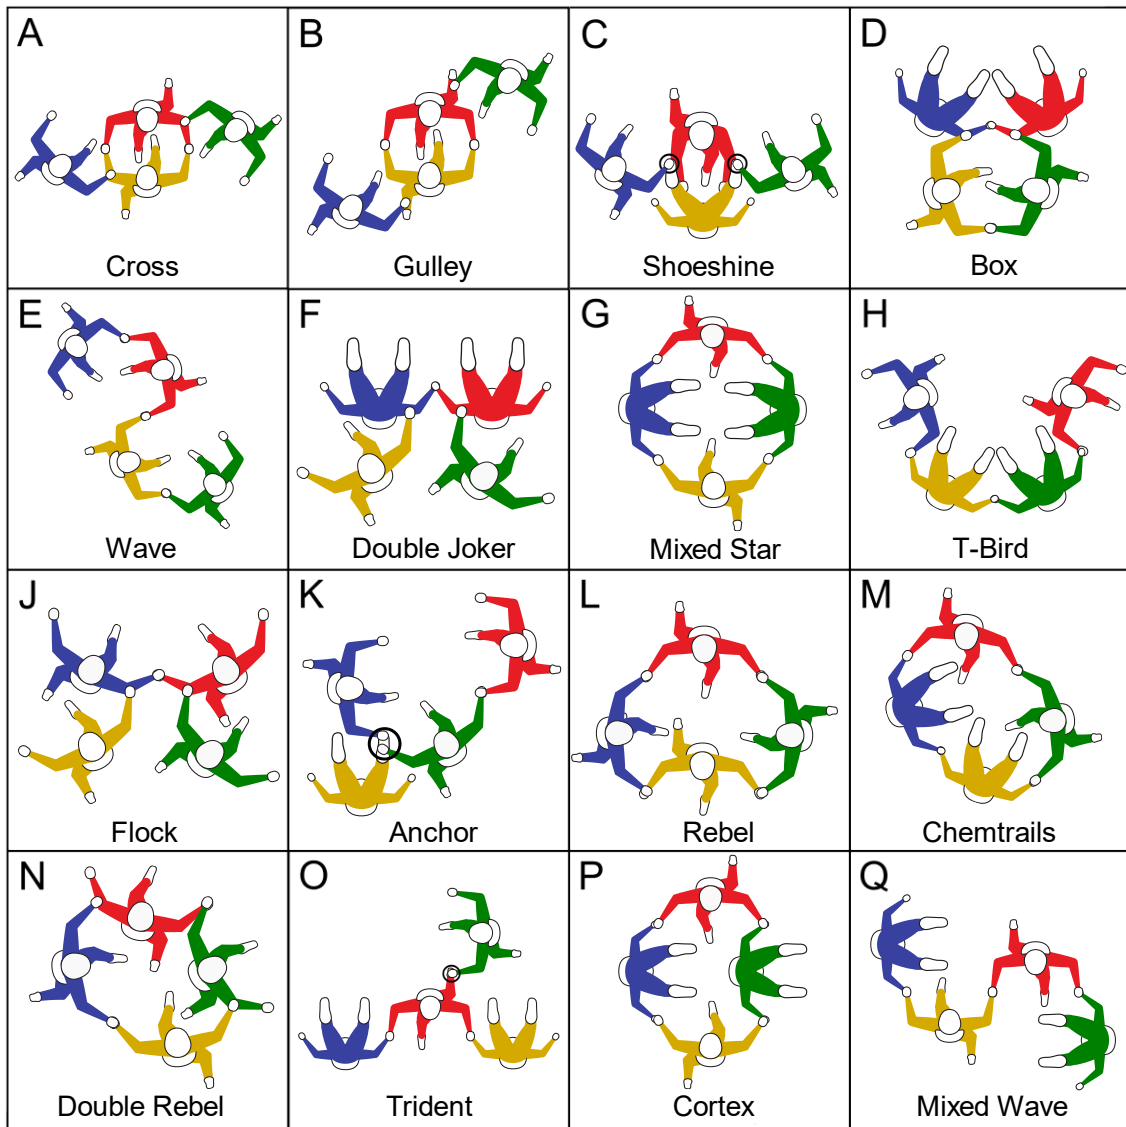 A
Cross
B
Gulley
C
Shoeshine
D
Box
E
Wave
F
Double Joker
G
Mixed Star
H
T-Bird
J
Flock
K
Anchor
L
Rebel
M
Chemtrails
N
Double Rebel
O
Trident
P
Cortex
Q
Mixed Wave